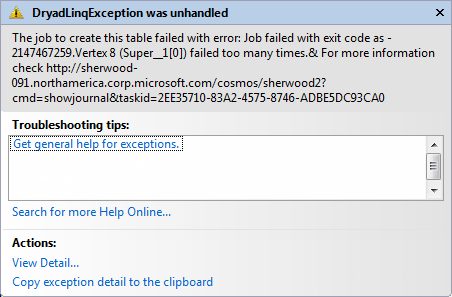 DryadLinqException was unhandled
The job to create this table failed with error: Job failed with exit code as -
2147467259.Vertex 8 (Super__1[0]) failed too many times.& For more information
check http://sherwood-
091.northamerica.corp.microsoft.com/cosmos/sherwood2?
cmd=showjournal&taskid=2EE35710-83A2-4575-8746-ADBE5DC93CA0
Troubleshooting tips:
Get general help for exceptions.
Search for more Help Online...
Actions:
View Detail...
Copy exception detail to the clipboard